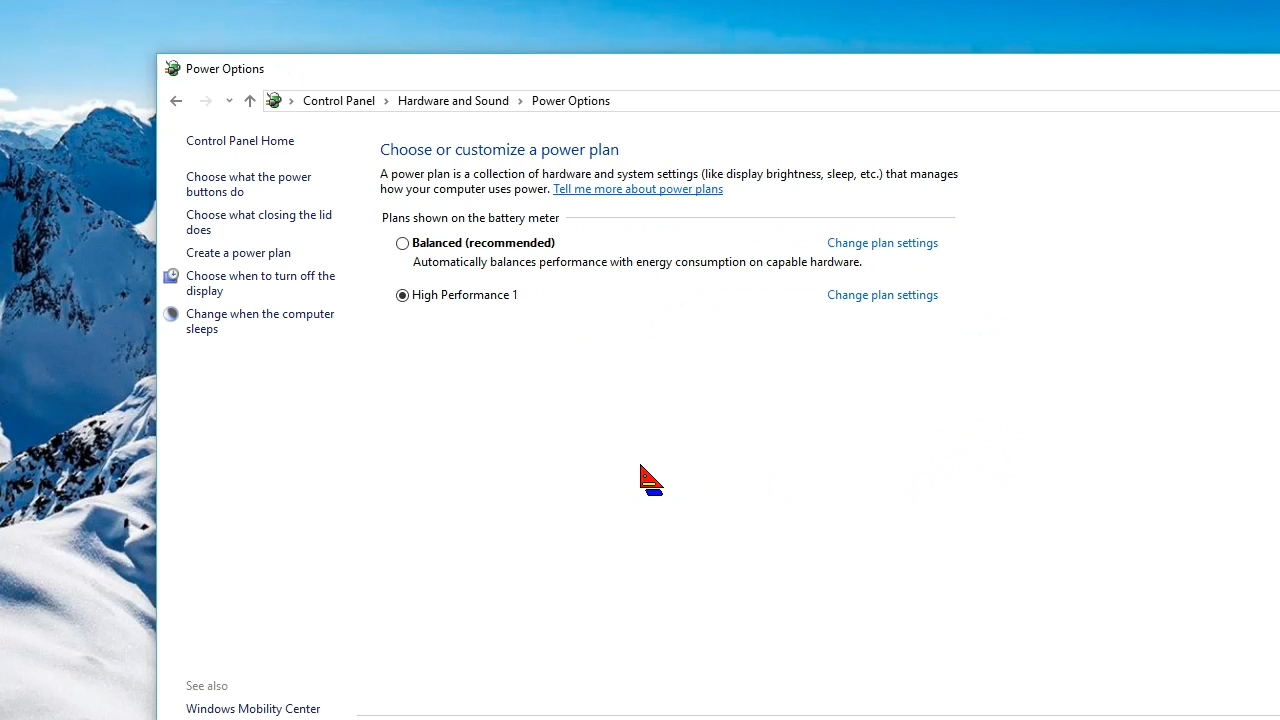 Power Options
Control Panel > Hardware and Sound > Power Options
Control Panel Home
Choose what the power
buttons do
Choose what closing the lid
does
Create a power plan
Choose when to turn off the
display
Change when the computer
sleeps
See also
Windows Mobility Center
Choose or customize a power plan
A power plan is a collection of hardware and system settings (like display brightness, sleep, etc.) that manages
how your computer uses power. Tell me more about power plans
Plans shown on the battery meter
Balanced (recommended) Change plan settings
Automatically balances performance with energy consumption on capable hardware.
High Performance 1 Change plan settings